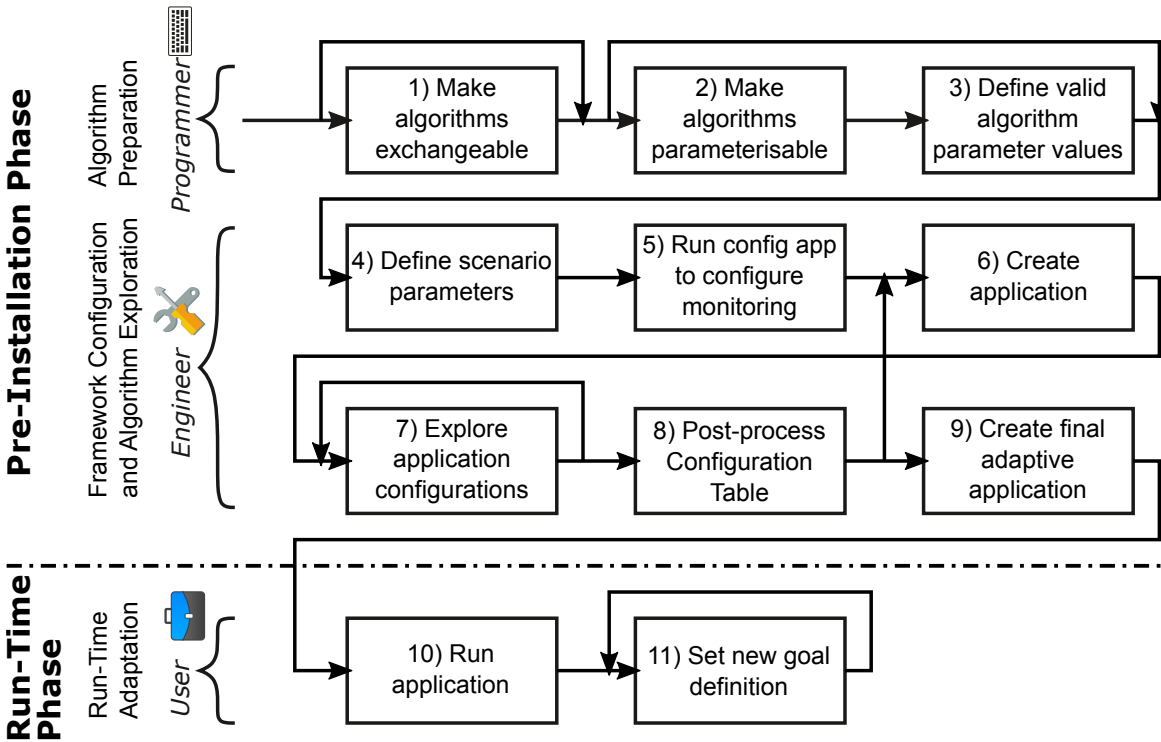 Pre-Installation Phase
Algorithm
Preparation
Programmer
1) Make
algorithms
exchangeable
2) Make
algorithms
parameterisable
3) Define valid
algorithm
parameter values
Framework Configuration
and Algorithm Exploration
Engineer
4) Define scenario
parameters
5) Run config app
to configure
monitoring
6) Create
application
7) Explore
application
configurations
8) Post-process
Configuration
Table
9) Create final
adaptive
application
Run-Time
Phase
Run-Time
Adaptation
User
10) Run
application
11) Set new goal
definition